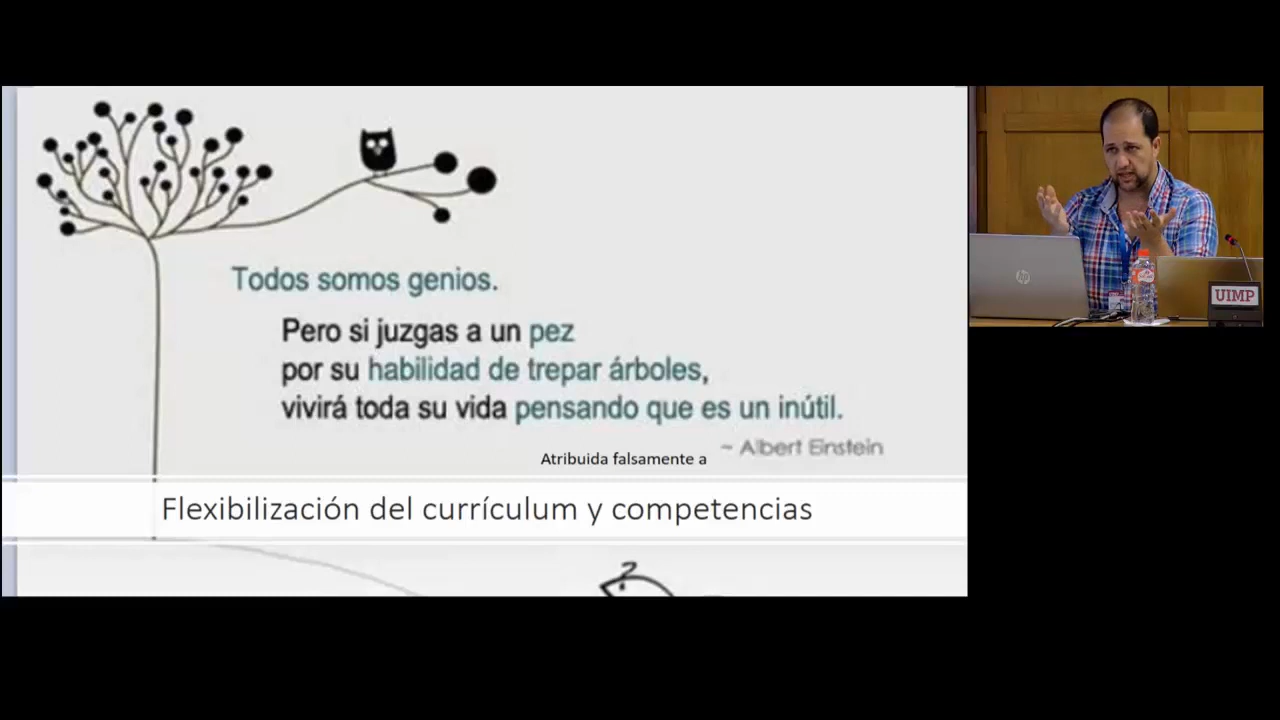 Todos somos genios.
Pero si juzgas a un pez
por su habilidad de trepar árboles,
vivirá toda su vida pensando que es un inútil.
Atribuida falsamente a ~ Albert Einstein
Flexibilización del currículum y competencias
hp
UIMP